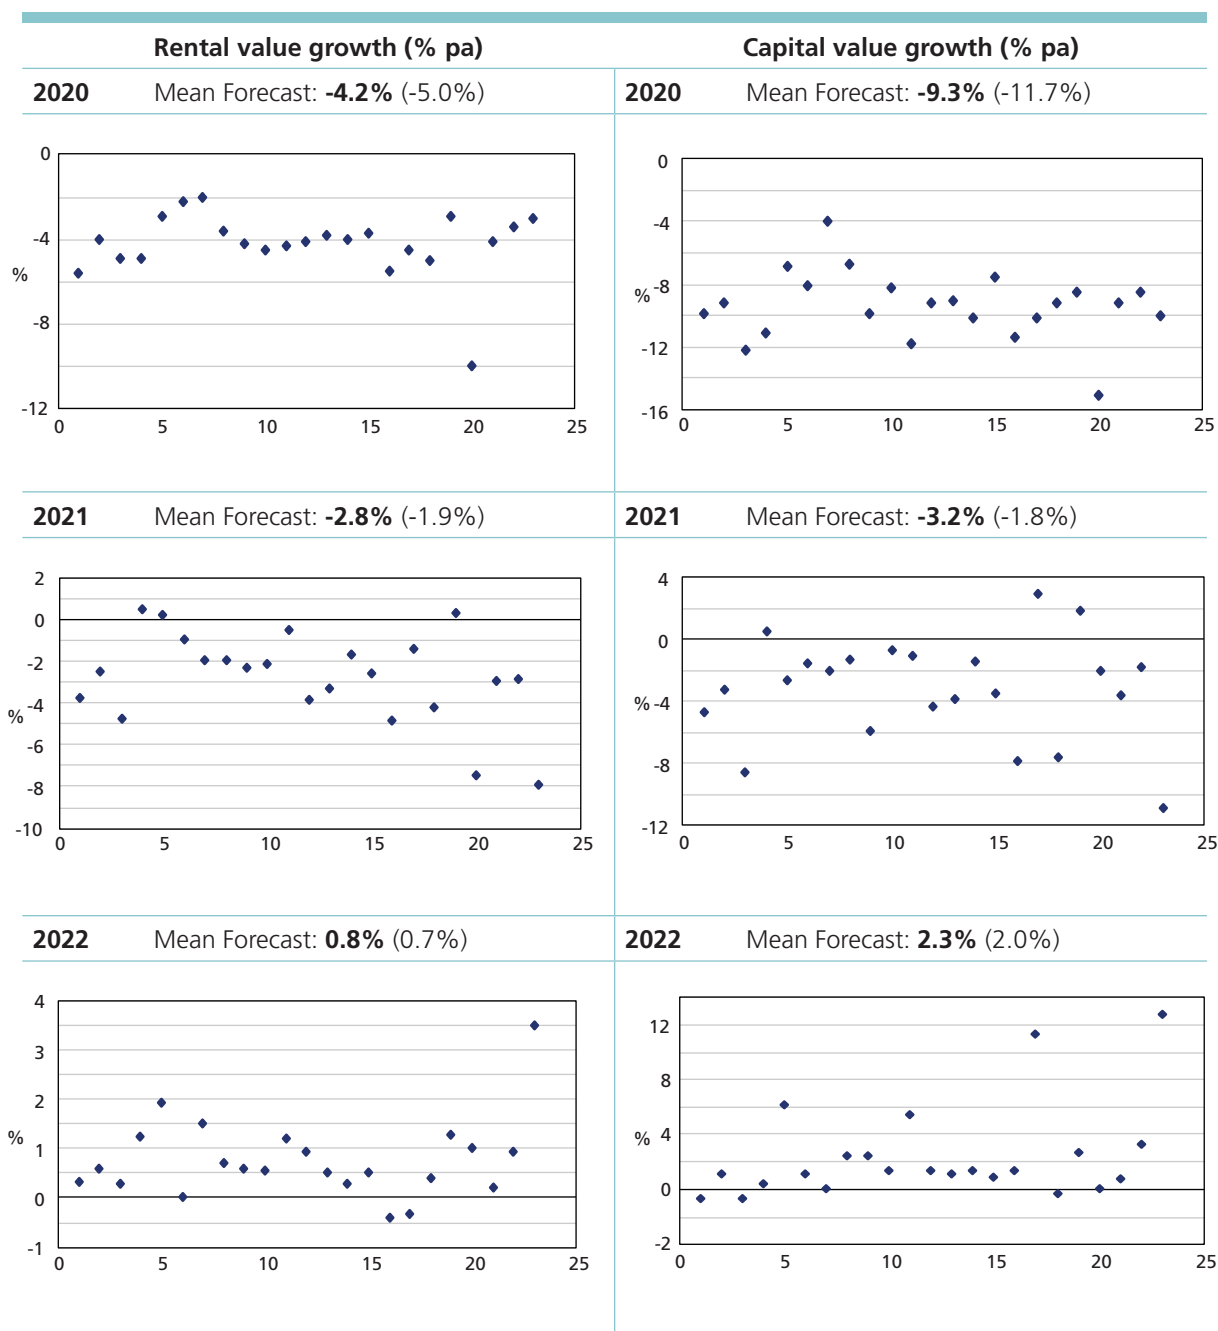 Rental value growth (% pa)
Capital value growth (% pa)
2020 Mean Forecast: -4.2% (-5.0%)
2020 Mean Forecast: -9.3% (-11.7%)
0
-4
%
-8
-12
0 5 10 15 20 25
0
-4
% -8
-12
-16
0 5 10 15 20 25
2021 Mean Forecast: -2.8% (-1.9%)
2021 Mean Forecast: -3.2% (-1.8%)
2
0
-2
-4
%
-6
-8
-10
0 5 10 15 20 25
4
0
% -4
-8
-12
0 5 10 15 20 25
2022 Mean Forecast: 0.8% (0.7%)
2022 Mean Forecast: 2.3% (2.0%)
4
3
2
%
1
0
-1
0 5 10 15 20 25
12
8
% 4
0
-2
0 5 10 15 20 25